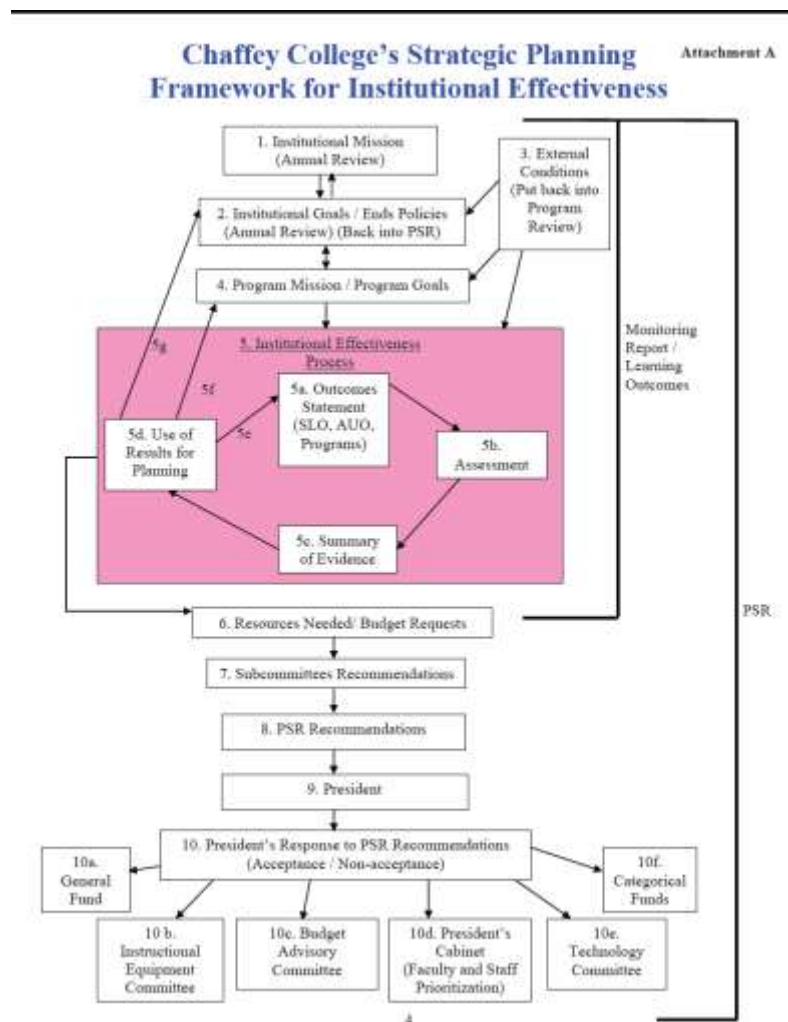 Chaffey College's Strategic Planning
Framework for Institutional Effectiveness
Attachment A
1. Institutional Mission
(Annual Review)
3. External
Conditions
(Put back into
Program
Review)
2. Institutional Goals / Ends Policies
(Annual Review) (Back into PSR)
4. Program Mission / Program Goals
Monitoring
Report /
Learning
Outcomes
5. Institutional Effectiveness
Process
5g
5f
5e
5a. Outcomes
Statement
(SLO, AUO,
Programs)
5d. Use of
Results for
Planning
5b.
Assessment
5c. Summary
of Evidence
PSR
6. Resources Needed/ Budget Requests
7. Subcommittees Recommendations
8. PSR Recommendations
9. President
10. President's Response to PSR Recommendations
(Acceptance / Non-acceptance)
10a.
General
Fund
10f.
Categorical
Funds
10 b.
Instructional
Equipment
Committee
10c. Budget
Advisory
Committee
10d. President's
Cabinet
(Faculty and Staff
Prioritization)
10e.
Technology
Committee
4